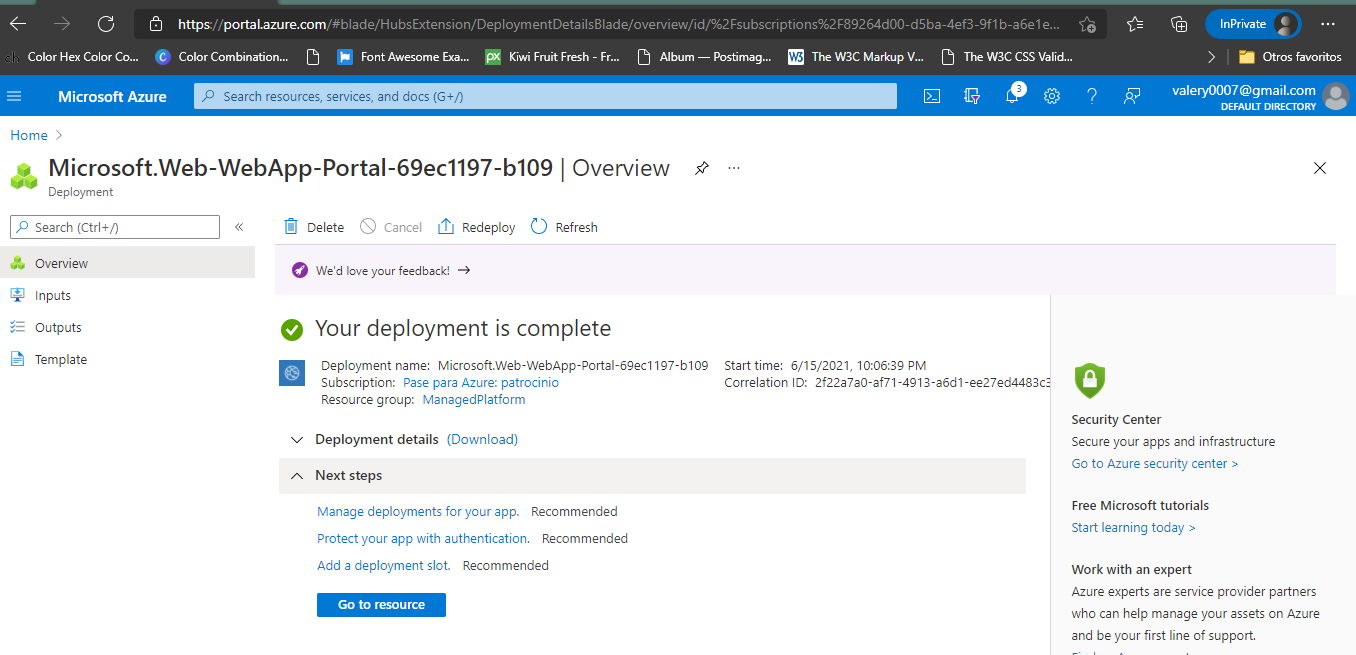 https://portal.azure.com/#blade/HubsExtension/DeploymentDetailsBlade/overview/id/%2Fsubscriptions%2F89264d00-d5ba-4ef3-9f1b-a6e1e...
InPrivate
Color Hex Color Co...
Color Combination...
Font Awesome Exa...
px Kiwi Fruit Fresh - Fr...
Album — Postimag...
W3 The W3C Markup V...
The W3C CSS Valid...
Otros favoritos
Microsoft Azure
Search resources, services, and docs (G+/)
3
valery0007@gmail.com
DEFAULT DIRECTORY
Home
Microsoft.Web-WebApp-Portal-69ec1197-b109 | Overview
Deployment
Search (Ctrl+/)
Overview
Inputs
Outputs
Template
Delete
Cancel
Redeploy
Refresh
We'd love your feedback! →
Your deployment is complete
Deployment name: Microsoft.Web-WebApp-Portal-69ec1197-b109
Subscription: Pase para Azure: patrocinio
Resource group: ManagedPlatform
Start time: 6/15/2021, 10:06:39 PM
Correlation ID: 2f22a7a0-af71-4913-a6d1-ee27ed4483c3
Deployment details (Download)
Next steps
Manage deployments for your app. Recommended
Protect your app with authentication. Recommended
Add a deployment slot. Recommended
Go to resource
Security Center
Secure your apps and infrastructure
Go to Azure security center >
Free Microsoft tutorials
Start learning today >
Work with an expert
Azure experts are service provider partners
who can help manage your assets on Azure
and be your first line of support.